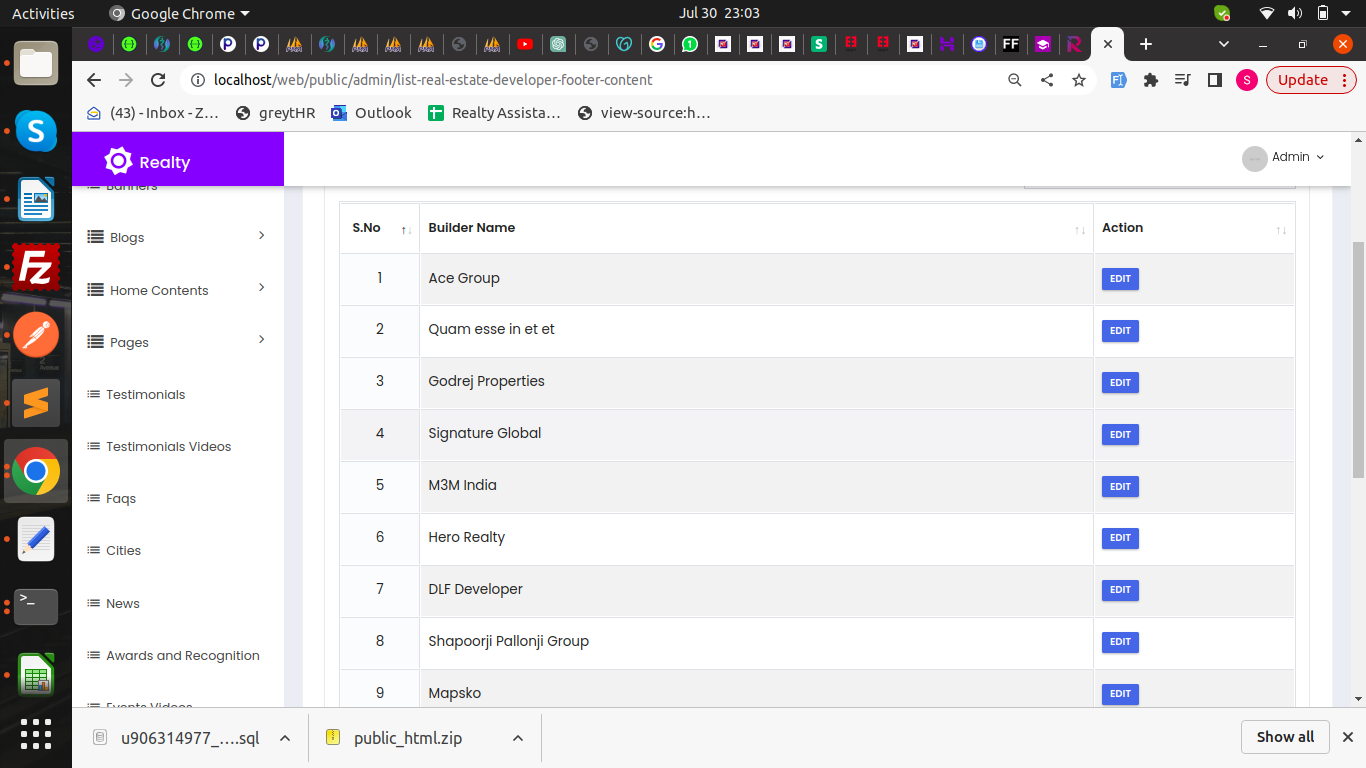 Activities
Google Chrome
Jul 30 23:03
FF
localhost/web/public/admin/list-real-estate-developer-footer-content
S
Update
(43) - Inbox - Z…
greytHR
Outlook
Realty Assista…
view-source:h…
Realty
Admin
Banners
Blogs
Home Contents
Pages
Testimonials
Testimonials Videos
Faqs
Cities
News
Awards and Recognition
Events Videos
S.No Builder Name Action
1 Ace Group EDIT
2 Quam esse in et et EDIT
3 Godrej Properties EDIT
4 Signature Global EDIT
5 M3M India EDIT
6 Hero Realty EDIT
7 DLF Developer EDIT
8 Shapoorji Pallonji Group EDIT
9 Mapsko EDIT
u906314977_....sql
public_html.zip
Show all